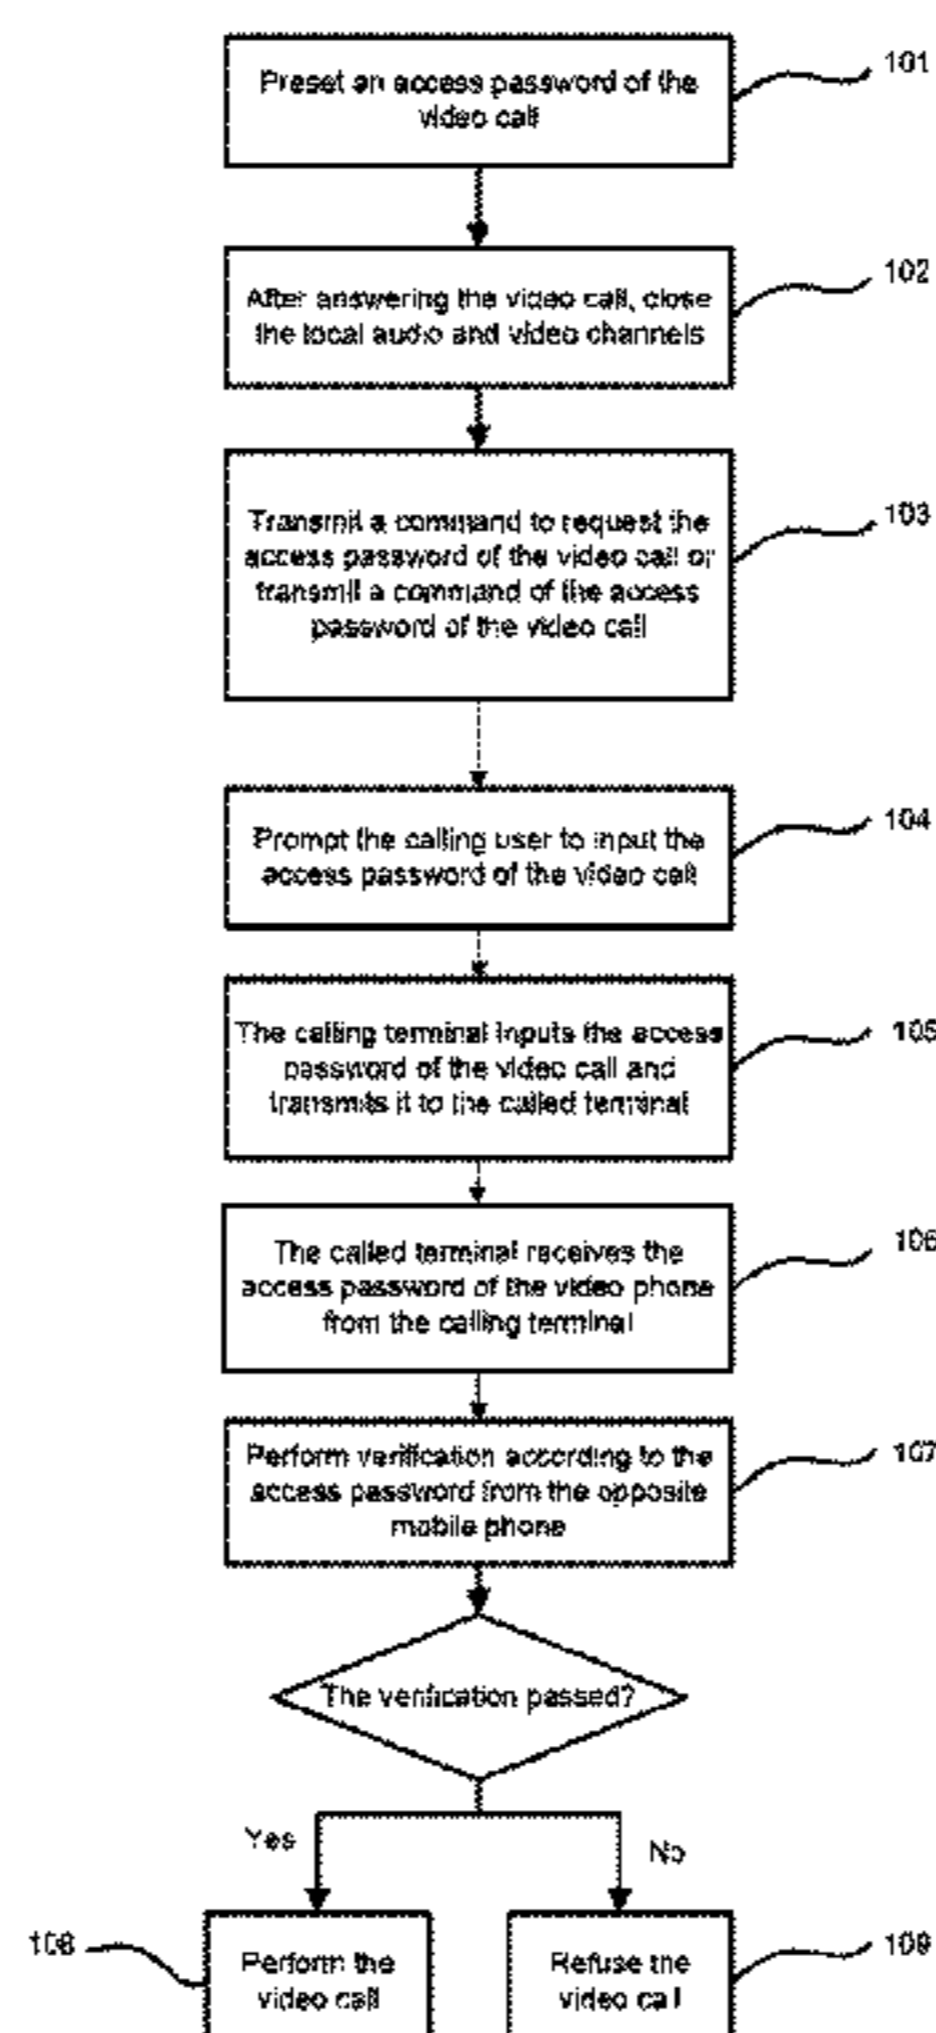 Preset an access password of the
video call
101
After answering the video call, close
the local audio and video channels
102
Transmit a command to request the
access password of the video call or
transmit a command of the access
password of the video call
103
Prompt the calling user to input the
access password of the video call
104
The calling terminal inputs the access
password of the video call and
transmits it to the called terminal
105
The called terminal receives the
access password of the video phone
from the calling terminal
106
Perform verification according to the
access password from the opposite
mobile phone
107
The verification passed?
Yes
No
108
Perform the
video call
Refuse the
video call
109